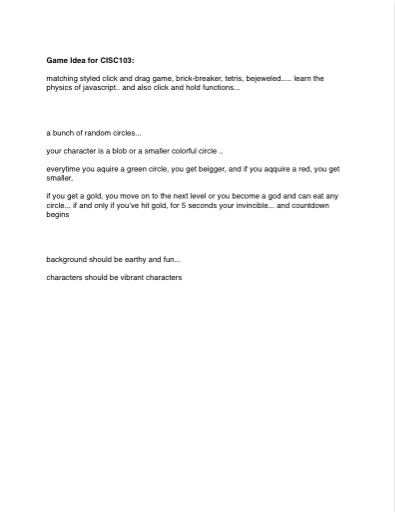 Game Idea for CISC103:
matching styled click and drag game, brick-breaker, tetris, bejeweled..... learn the
physics of javascript.. and also click and hold functions...
a bunch of random circles...
your character is a blob or a smaller colorful circle ..
everytime you aquire a green circle, you get beigger, and if you aqquire a red, you get
smaller,
if you get a gold, you move on to the next level or you become a god and can eat any
circle... if and only if you've hit gold, for 5 seconds your invincible... and countdown
begins
background should be earthy and fun...
characters should be vibrant characters